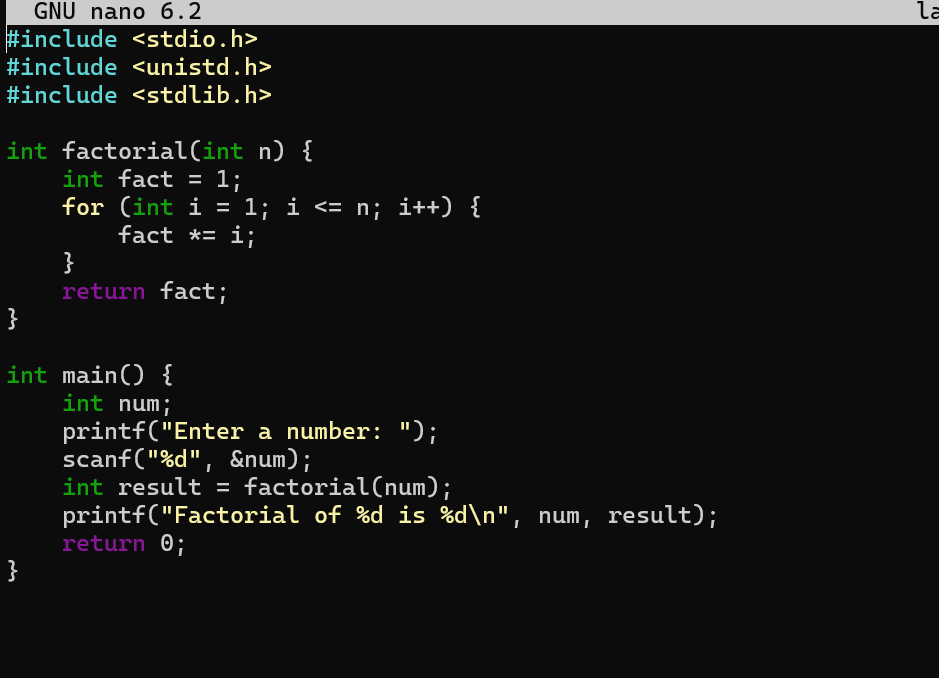 GNU nano 6.2
#include <stdio.h>
#include <unistd.h>
#include <stdlib.h>

int factorial(int n) {
    int fact = 1;
    for (int i = 1; i <= n; i++) {
        fact *= i;
    }
    return fact;
}

int main() {
    int num;
    printf("Enter a number: ");
    scanf("%d", &num);
    int result = factorial(num);
    printf("Factorial of %d is %d\n", num, result);
    return 0;
}